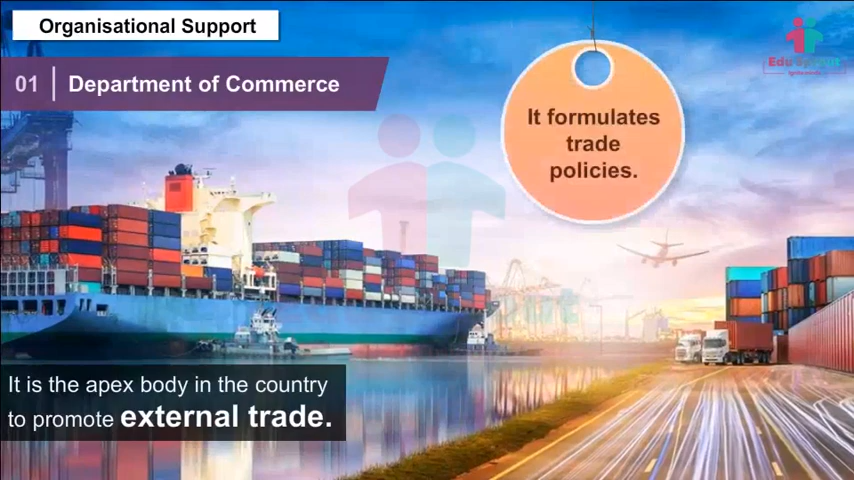 Organisational Support
01 Department of Commerce
It formulates
trade
policies.
It is the apex body in the country
to promote external trade.